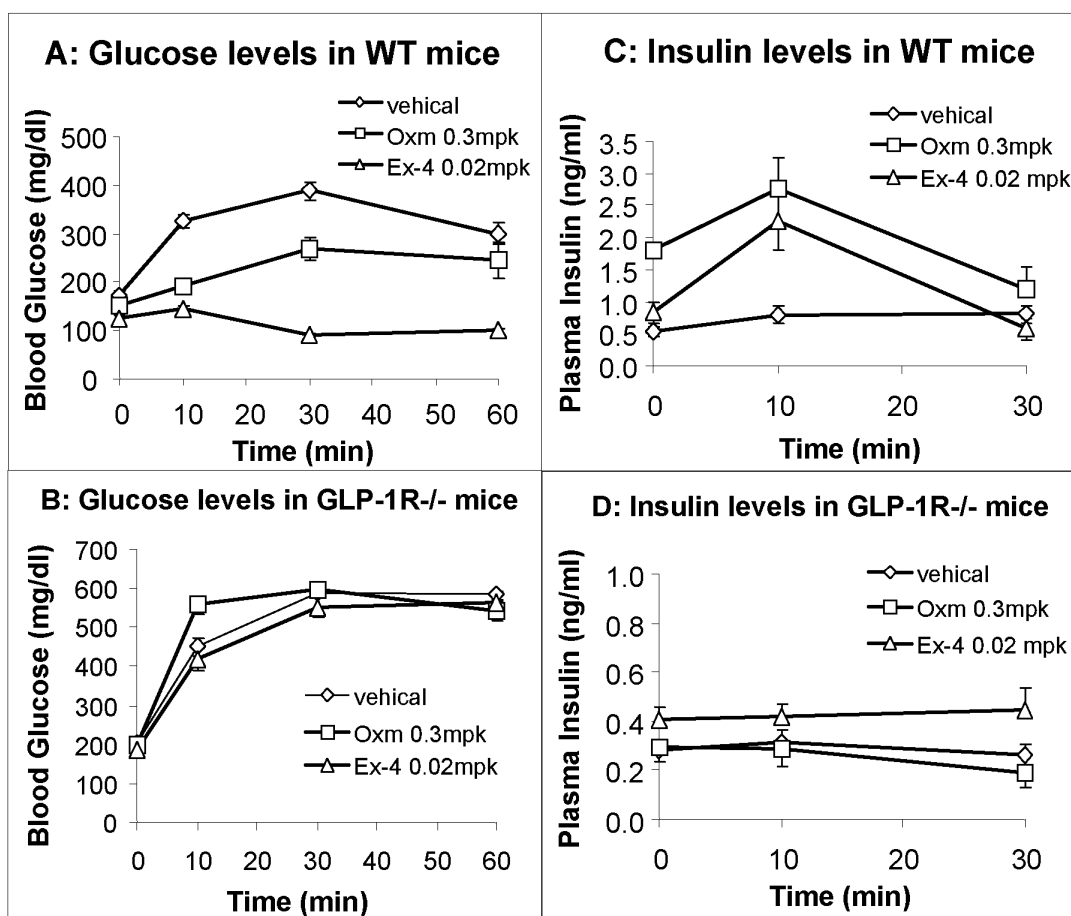 A: Glucose levels in WT mice
vehical
Oxm 0.3mpk
Ex-4 0.02mpk
Blood Glucose (mg/dl)
500
400
300
200
100
0
0 10 30 40 50 60
Time (min)
C: Insulin levels in WT mice
vehical
Oxm 0.3mpk
Ex-4 0.02 mpk
Plasma Insulin (ng/ml)
3.5
3.0
2.5
2.0
1.5
1.0
0.5
0.0
0 10 20 30
Time (min)
B: Glucose levels in GLP-1R-/- mice
Blood Glucose (mg/dl)
700
600
500
400
300
200
100
0
vehical
Oxm 0.3mpk
Ex-4 0.02mpk
0 10 30 40 50 60
Time (min)
D: Insulin levels in GLP-1R-/- mice
vehical
Oxm 0.3mpk
Ex-4 0.02 mpk
Plasma Insulin (ng/ml)
1.0
0.8
0.6
0.4
0.2
0.0
0 10 20 30
Time (min)